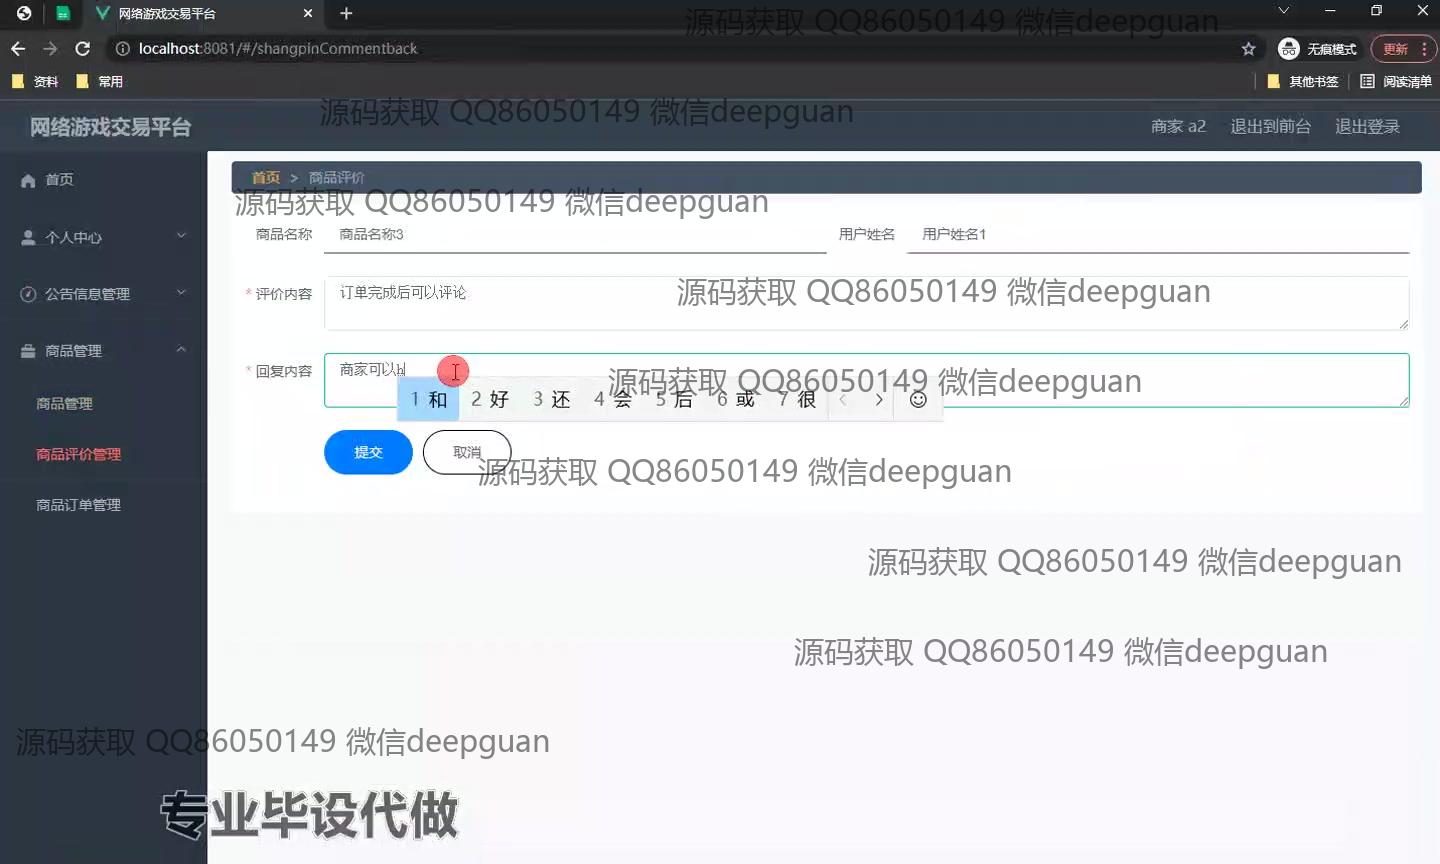 网络游戏交易平台
源码获取 QQ86050149 微信deepguan
localhost:8081/#/shangpinCommentback
无痕模式
更新
资料
常用
其他书签
阅读清单
源码获取 QQ86050149 微信deepguan
网络游戏交易平台
商家 a2
退出到前台
退出登录
首页
首页 > 商品评价
源码获取 QQ86050149 微信deepguan
个人中心
商品名称 商品名称3
用户姓名 用户姓名1
公告信息管理
* 评价内容 订单完成后可以评论
源码获取 QQ86050149 微信deepguan
商品管理
* 回复内容 商家可以h
源码获取 QQ86050149 微信deepguan
1 和 2 好 3 还 4 会 5 后 6 或 7 很 < >
商品管理
商品评价管理
提交
取消
源码获取 QQ86050149 微信deepguan
商品订单管理
源码获取 QQ86050149 微信deepguan
源码获取 QQ86050149 微信deepguan
源码获取 QQ86050149 微信deepguan
专业毕设代做